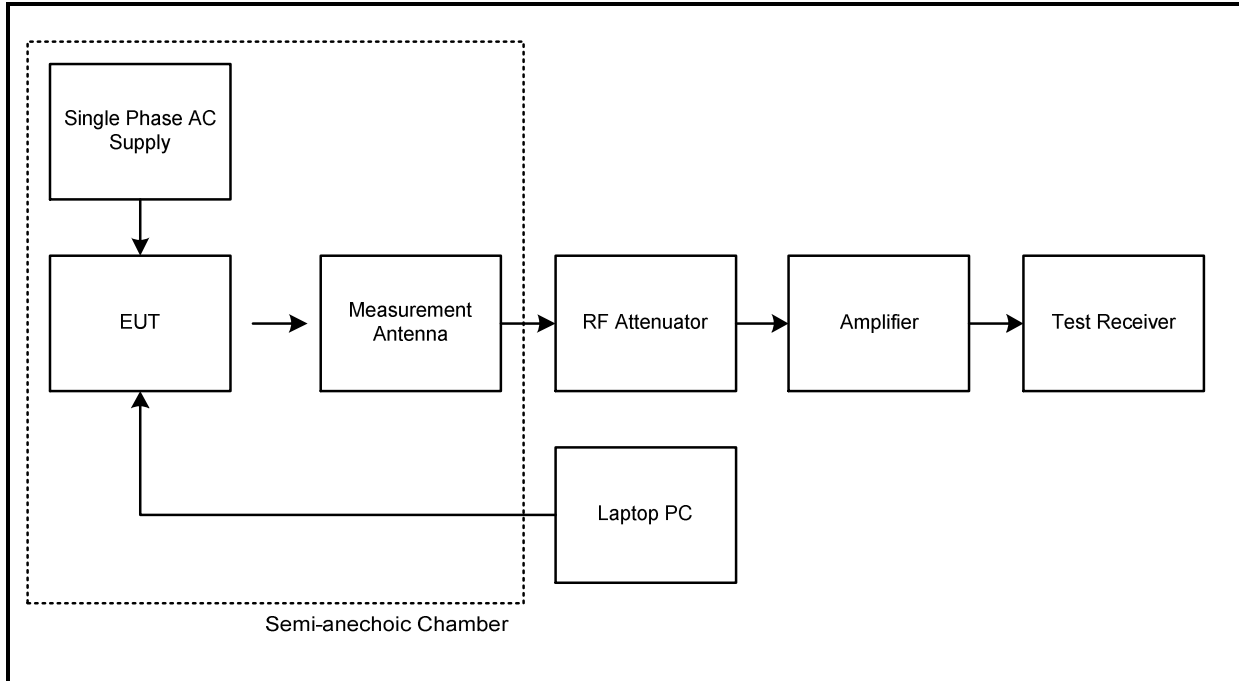 Single Phase AC
Supply
EUT
Measurement
Antenna
RF Attenuator
Amplifier
Test Receiver
Laptop PC
Semi-anechoic Chamber